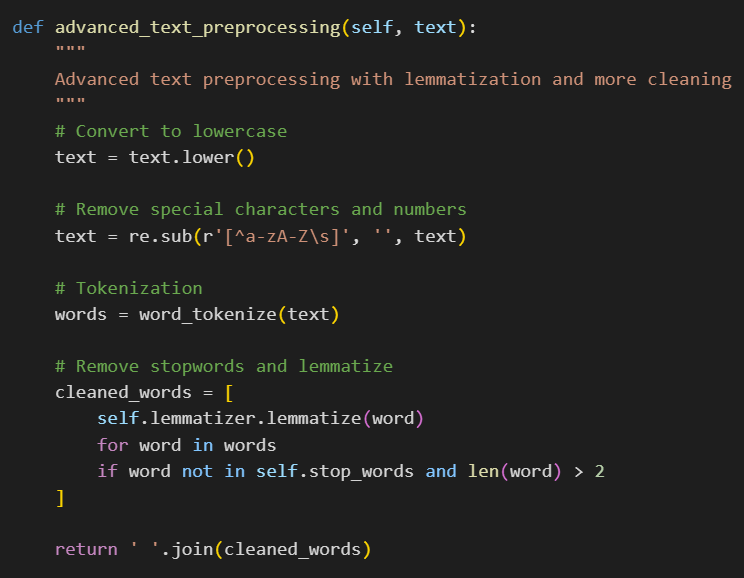 def advanced_text_preprocessing(self, text):
    """
    Advanced text preprocessing with lemmatization and more cleaning
    """
    # Convert to lowercase
    text = text.lower()

    # Remove special characters and numbers
    text = re.sub(r'[^a-zA-Z\s]', '', text)

    # Tokenization
    words = word_tokenize(text)

    # Remove stopwords and lemmatize
    cleaned_words = [
        self.lemmatizer.lemmatize(word)
        for word in words
        if word not in self.stop_words and len(word) > 2
    ]

    return ' '.join(cleaned_words)